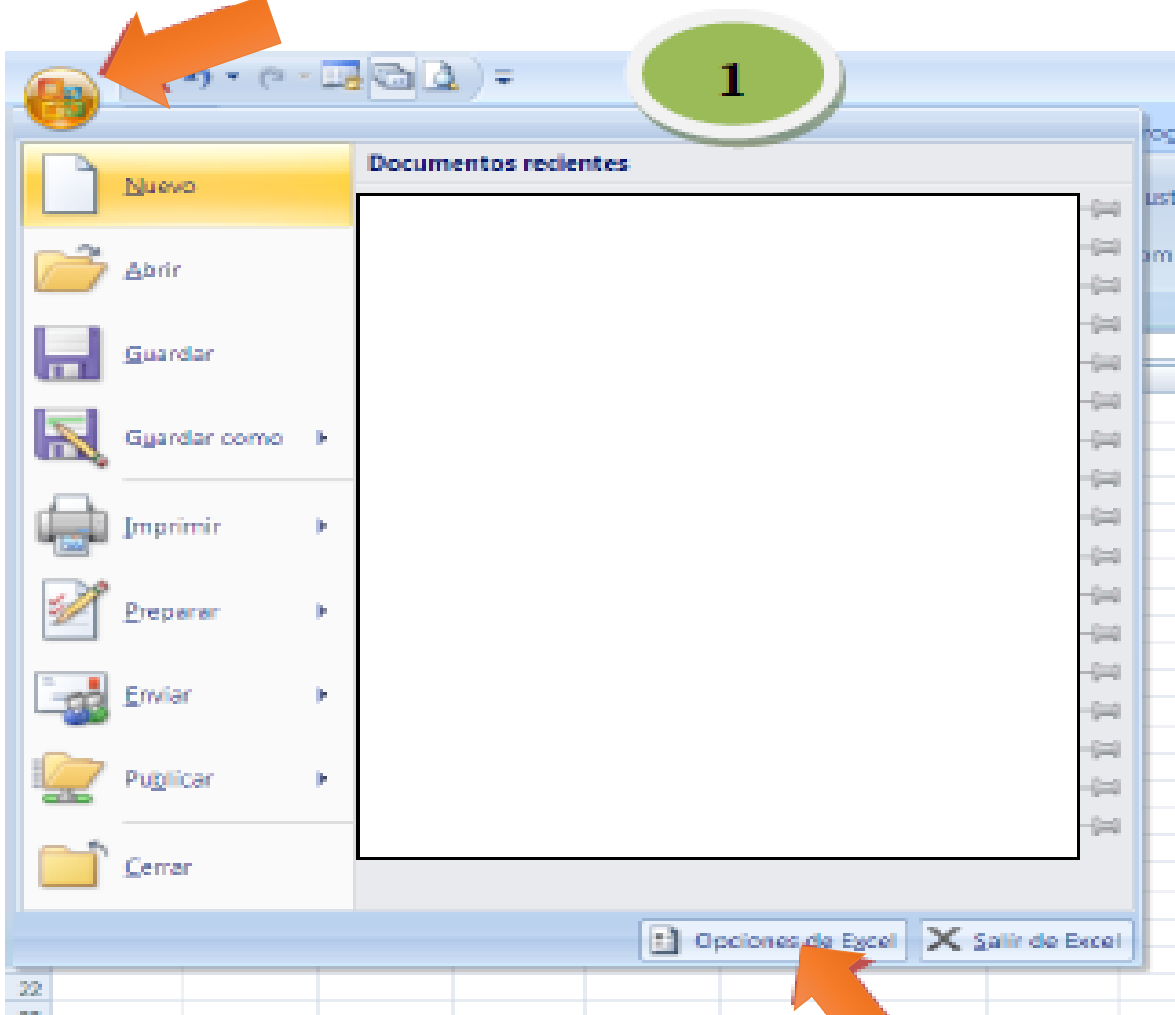 1
Documentos recientes
Nuevo
Abrir
Guardar
Guardar como
Imprimir
Preparar
Enviar
Publicar
Cerrar
Opciones de Excel
Salir de Excel
22